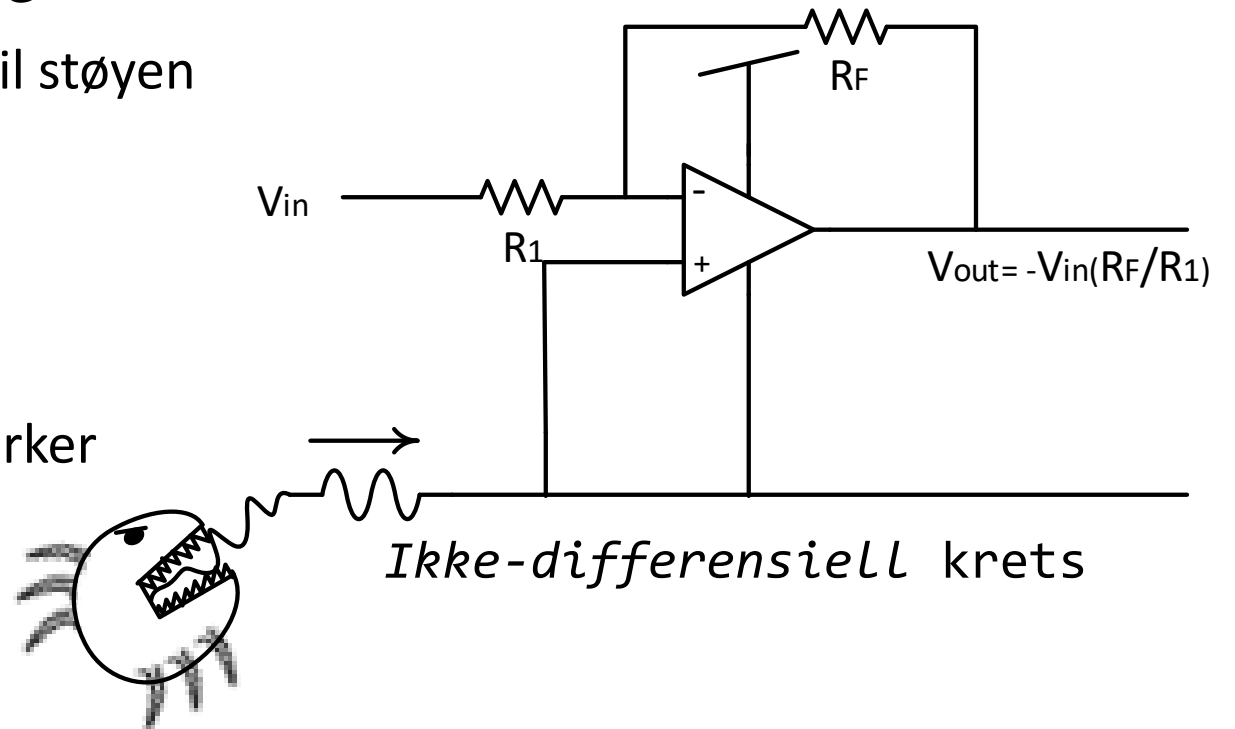 il støyen
RF
Vin
R1
-
+
Vout= -Vin(RF/R1)
rker
Ikke-differensiell krets